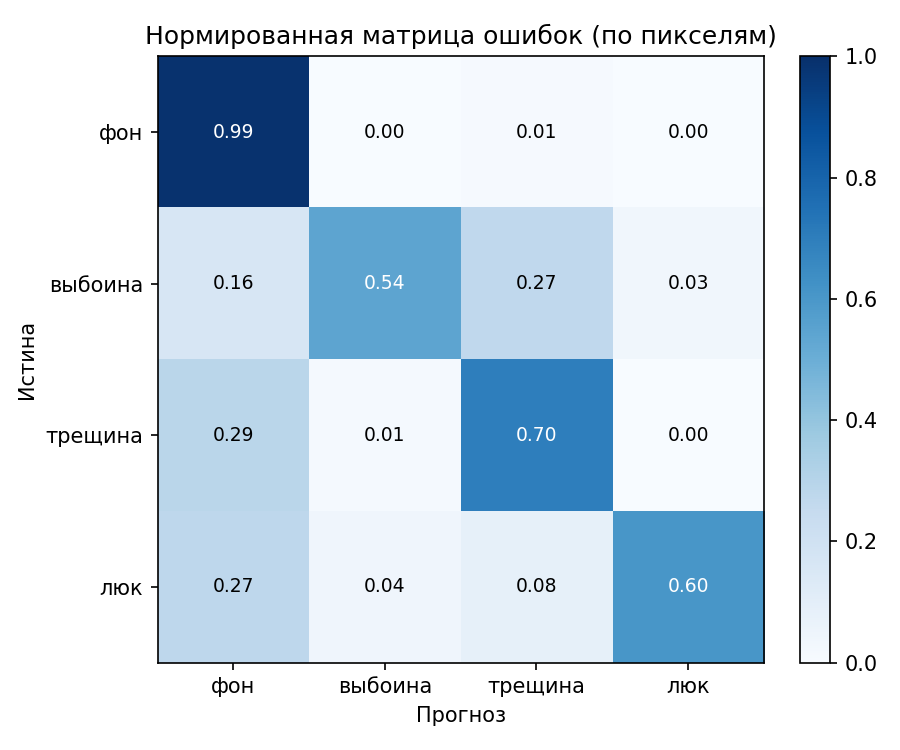 Нормированная матрица ошибок (по пикселям)
фон 0.99 0.00 0.01 0.00
выбоина 0.16 0.54 0.27 0.03
трещина 0.29 0.01 0.70 0.00
люк 0.27 0.04 0.08 0.60
фон выбоина трещина люк
Прогноз
Истина
1.0
0.8
0.6
0.4
0.2
0.0